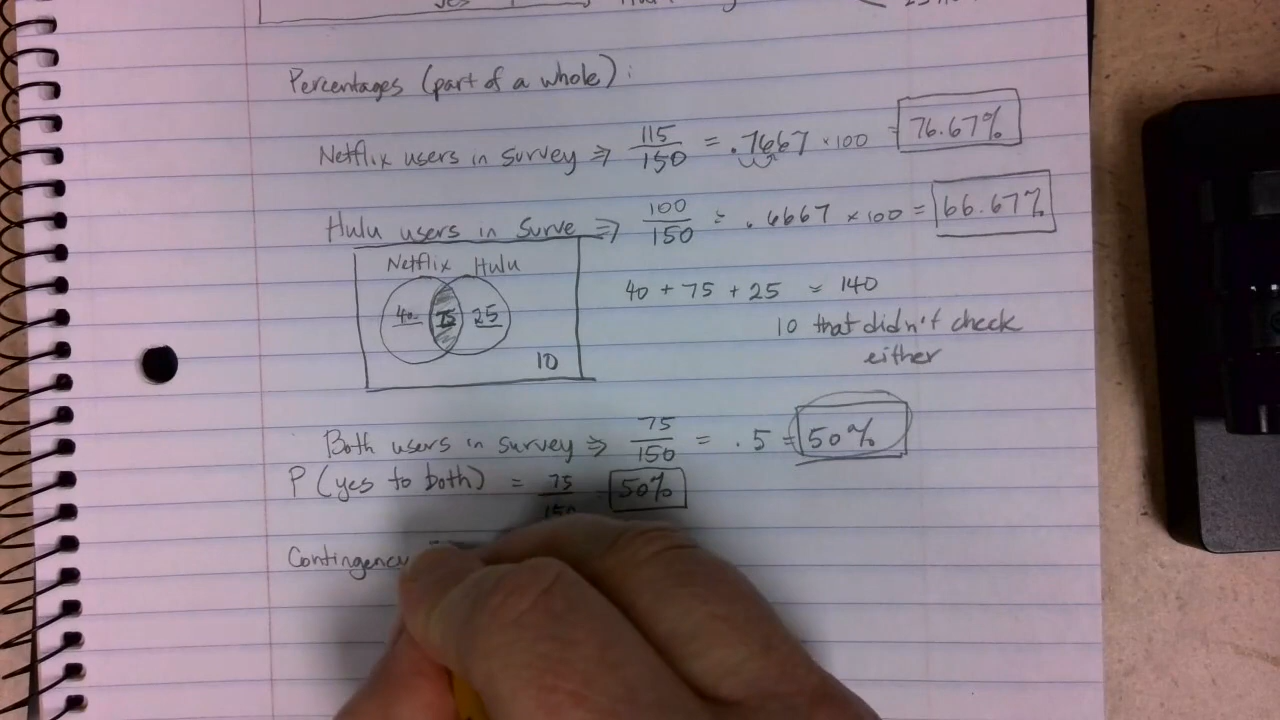 Percentages (part of a whole):
Netflix users in survey ⇒ 115/150 = .7667 × 100 = 76.67%
Hulu users in Surve ⇒ 100/150 = .6667 × 100 = 66.67%
Netflix Hulu
40 75 25
10
40 + 75 + 25 = 140
10 that didn't check
either
Both users in survey ⇒ 75/150 = .5 = 50%
P (yes to both) = 75/150 50%
Contingency